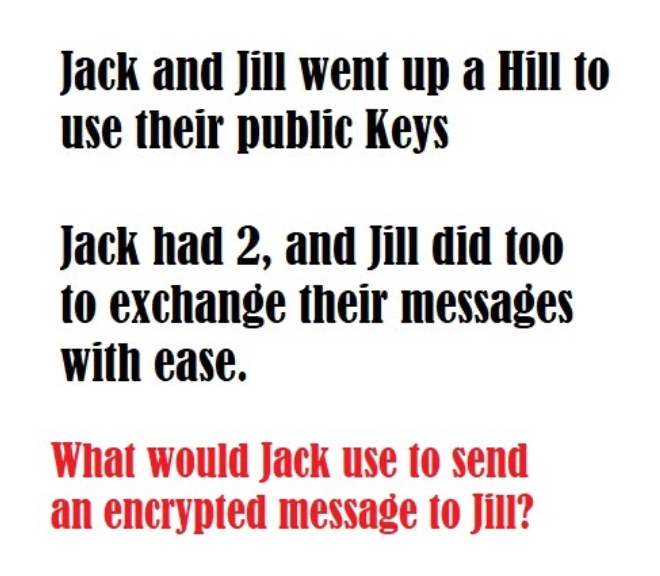 Jack and Jill went up a Hill to
use their public Keys
Jack had 2, and Jill did too
to exchange their messages
with ease.
What would Jack use to send
an encrypted message to Jill?